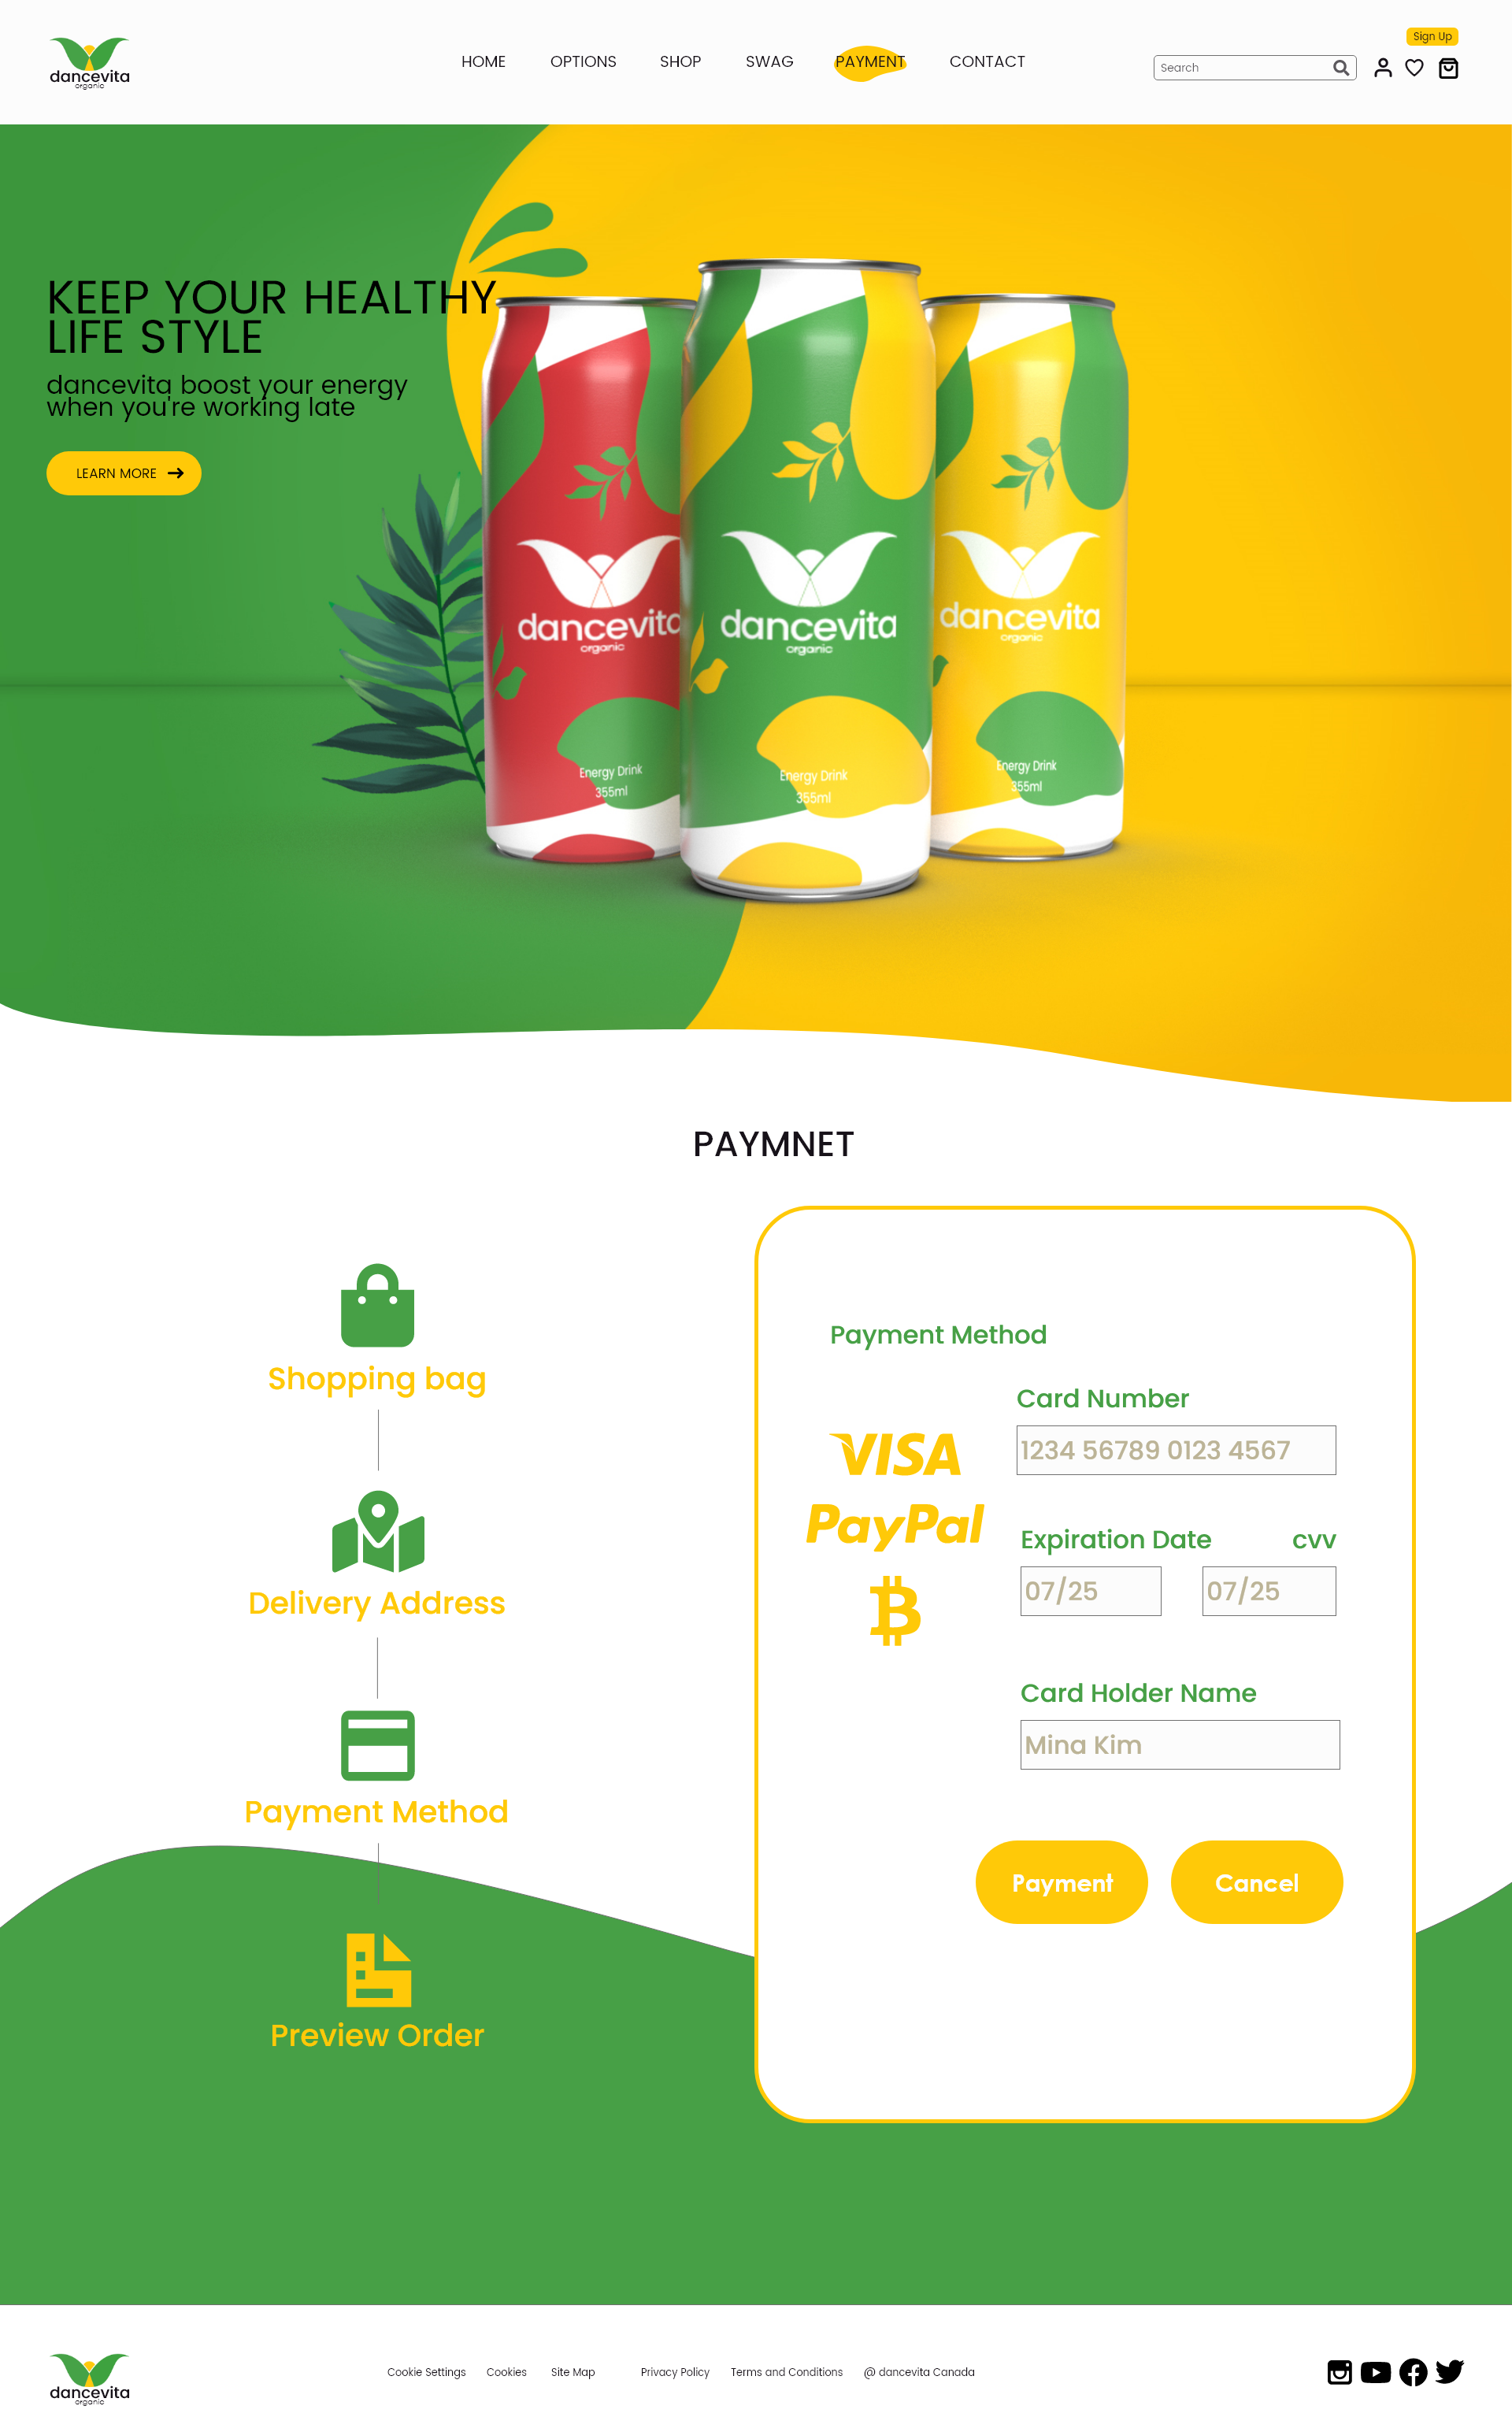 dancevita
organic
HOME
OPTIONS
SHOP
SWAG
PAYMENT
CONTACT
Search
Sign Up
KEEP YOUR HEALTHY
LIFE STYLE
dancevita boost your energy
when you're working late
LEARN MORE
dancevita
organic
Energy Drink
355ml
dancevita
organic
Energy Drink
355ml
dancevita
organic
Energy Drink
355ml
PAYMNET
Shopping bag
Delivery Address
Payment Method
Preview Order
Payment Method
VISA
PayPal
Card Number
1234 56789 0123 4567
Expiration Date
cvv
07/25
07/25
Card Holder Name
Mina Kim
Payment
Cancel
dancevita
organic
Cookie Settings
Cookies
Site Map
Privacy Policy
Terms and Conditions
@ dancevita Canada